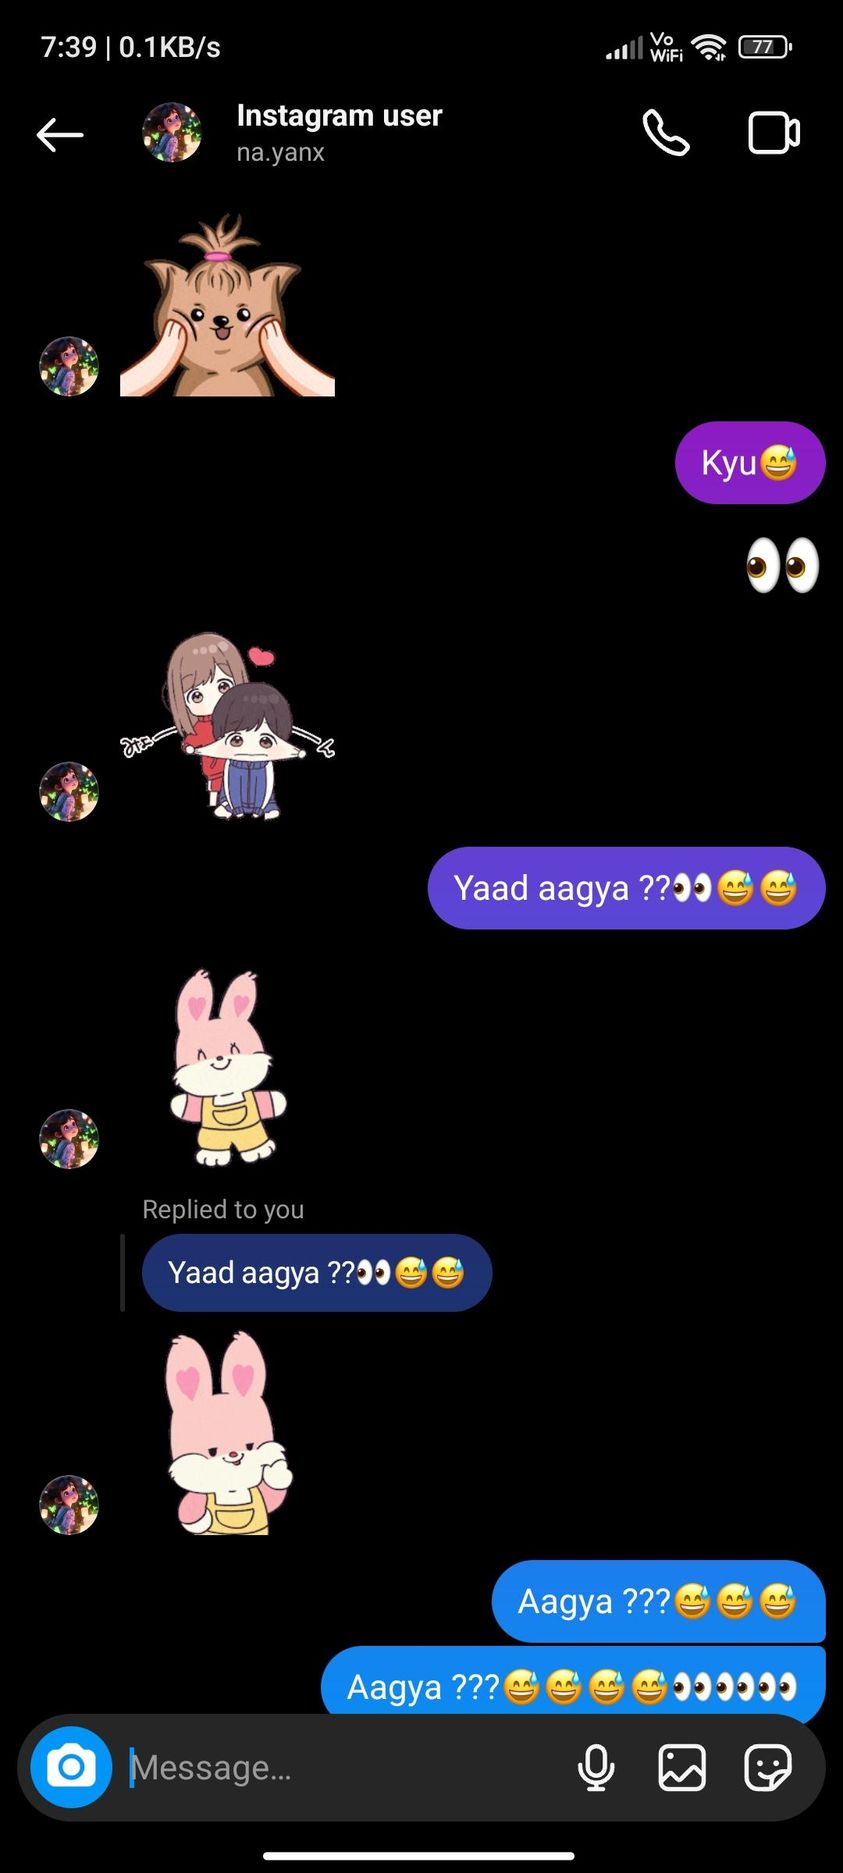 7:39 | 0.1KB/s
Vo
WiFi
77
Instagram user
na.yanx
Kyu😅
👀
Yaad aagya ??👀😅😅
Replied to you
Yaad aagya ??👀😅😅
Aagya ???😅😅😅
Aagya ???😅😅😅😅👀👀👀
Message...